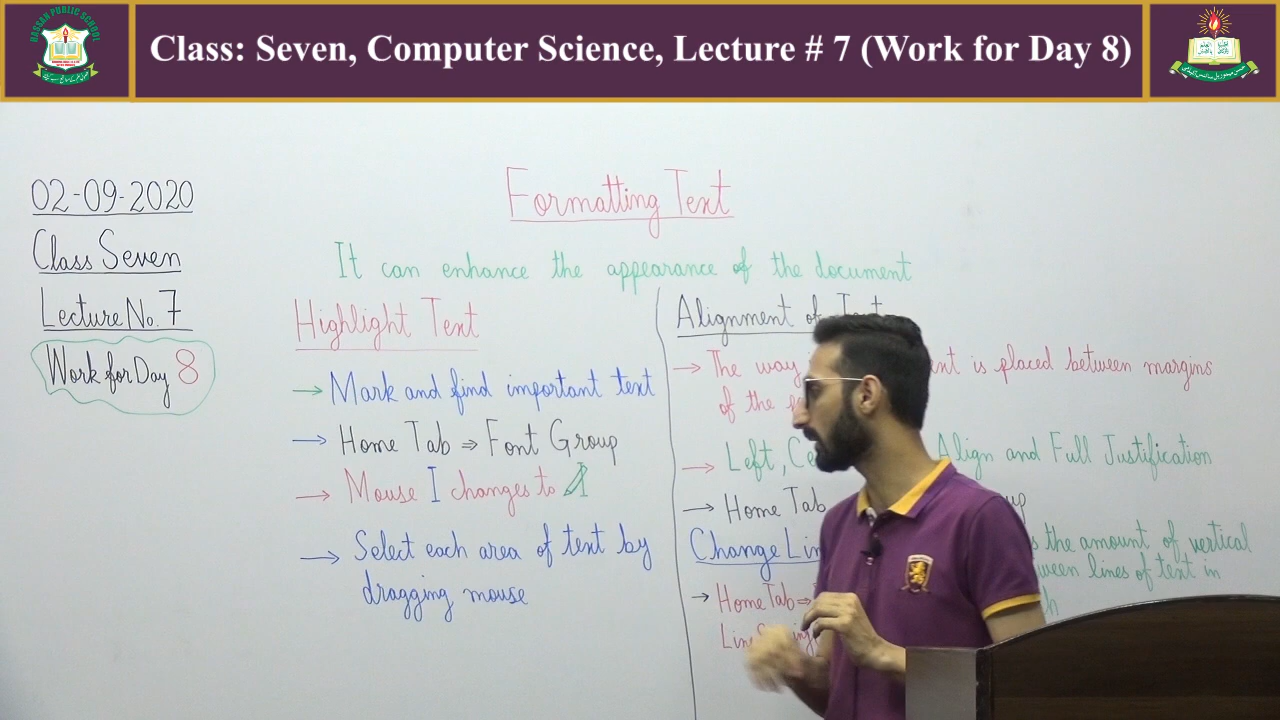 HASSAN PUBLIC SCHOOL
Class: Seven, Computer Science, Lecture # 7 (Work for Day 8)
02-09-2020
Class Seven
Lecture No. 7
Work for Day 8
Formatting Text
It can enhance the appearance of the document
Highlight Text
→ Mark and find important text
→ Home Tab ⇒ Font Group
→ Mouse I changes to
→ Select each area of text by
dragging mouse
Alignment of Text
→ The way is placed between margins
of the
→ Left, Align and Full Justification
→ Home Tab
Change
the amount of vertical
lines of text in
→ Home Tab ⇒